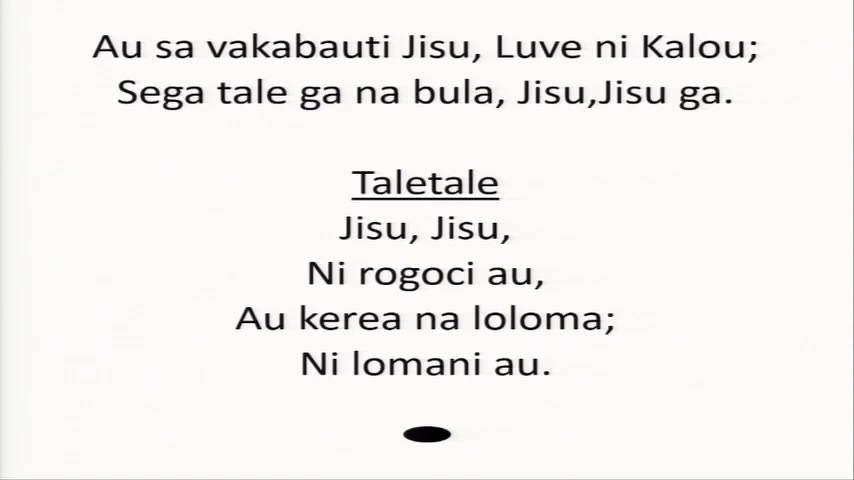 Au sa vakabauti Jisu, Luve ni Kalou;
Sega tale ga na bula, Jisu,Jisu ga.
Taletale
Jisu, Jisu,
Ni rogoci au,
Au kerea na loloma;
Ni lomani au.